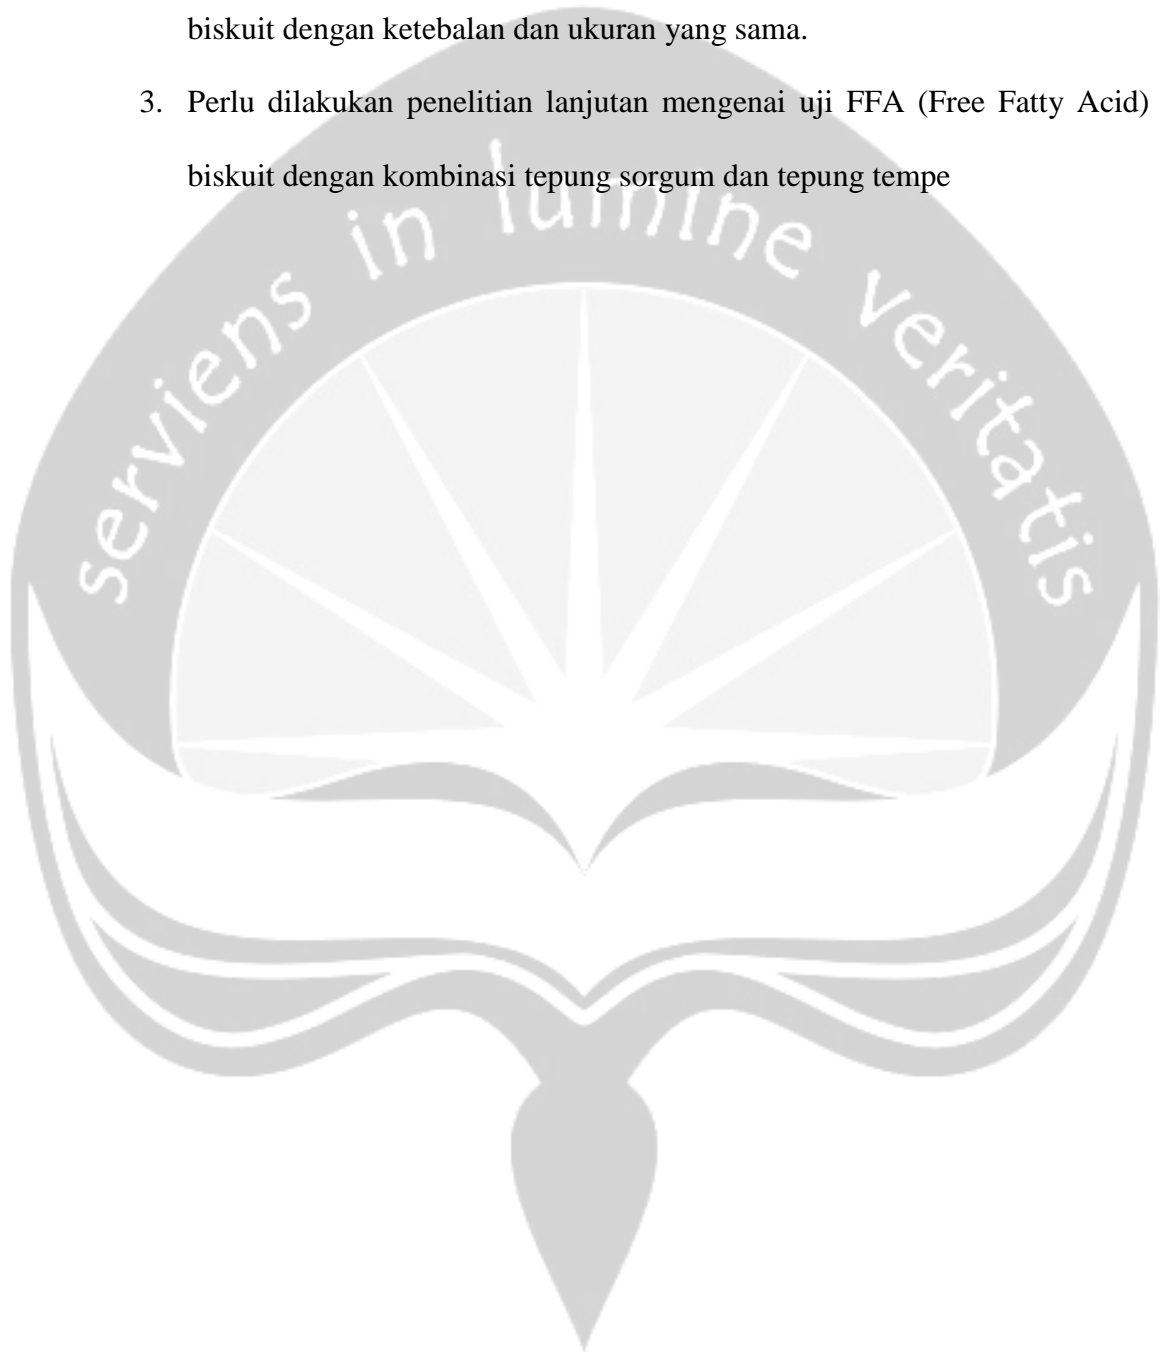 biskuit dengan ketebalan dan ukuran yang sama.
3. Perlu dilakukan penelitian lanjutan mengenai uji FFA (Free Fatty Acid)
biskuit dengan kombinasi tepung sorgum dan tepung tempe
serviens in lumine veritatis